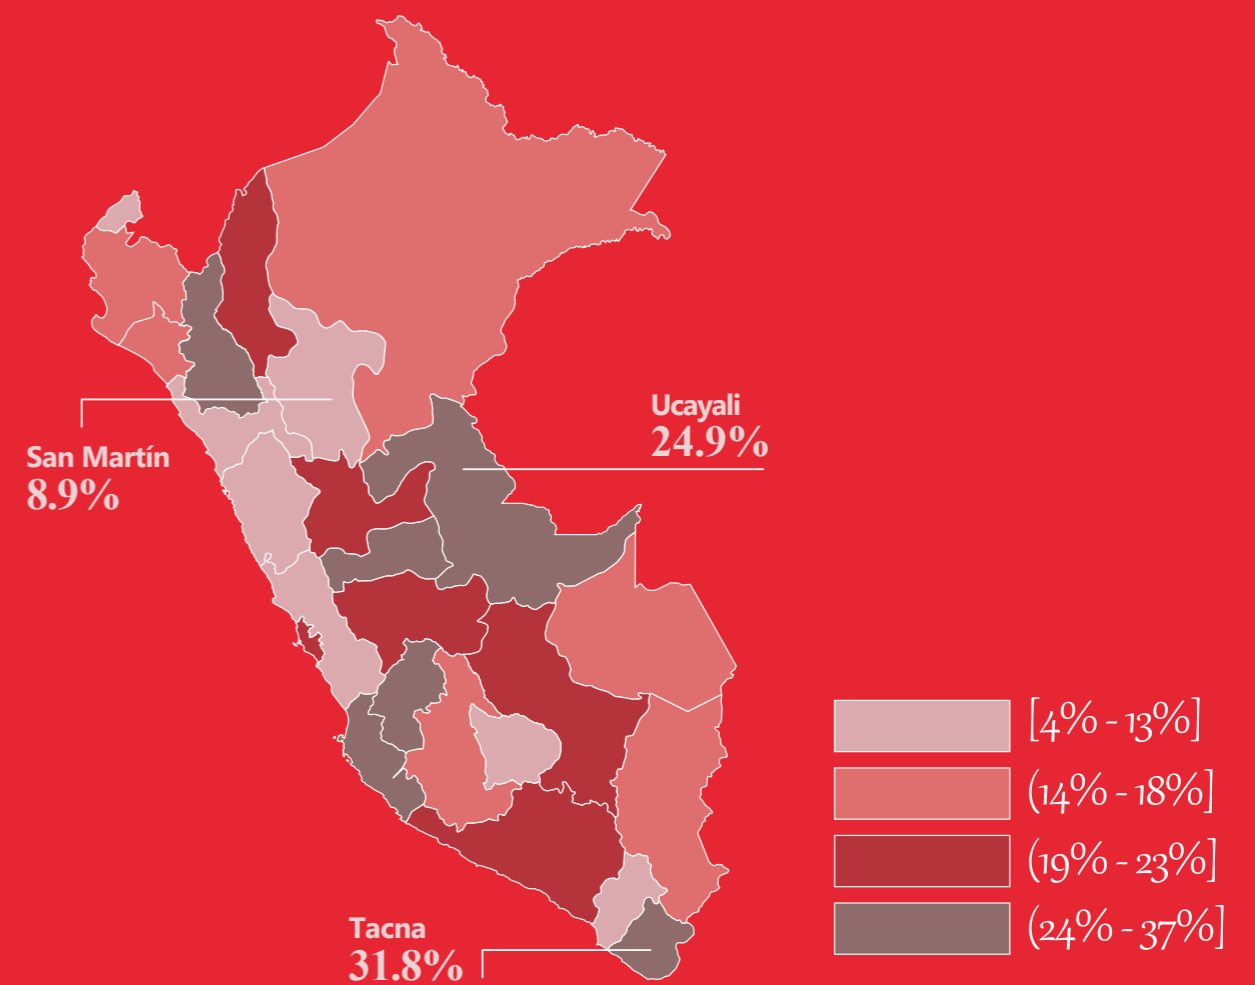 Ucayali
24.9%
San Martín
8.9%
[4% - 13%]
(14% - 18%]
(19% - 23%]
(24% - 37%]
Tacna
31.8%